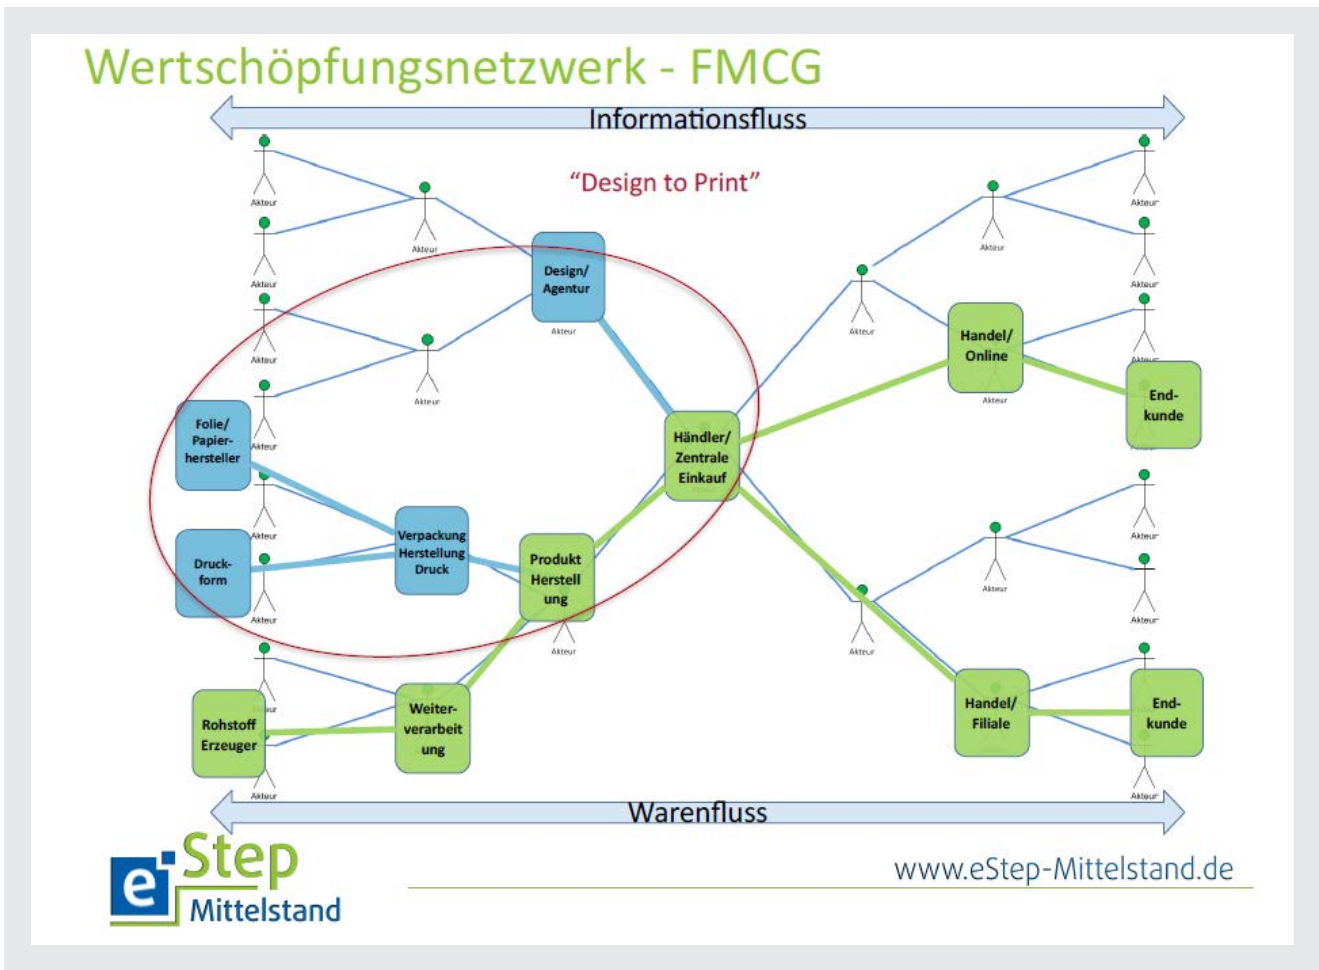 Wertschöpfungsnetzwerk - FMCG
Informationsfluss
“Design to Print”
Akteur
Akteur
Akteur
Akteur
Akteur
Akteur
Design/
Agentur
Akteur
Akteur
Akteur
Akteur
Akteur
Handel/
Online
Akteur
Akteur
Akteur
End-
kunde
Folie/
Papier-
hersteller
Akteur
Händler/
Zentrale
Einkauf
Akteur
Druck-
form
Akteur
Verpackung
Herstellung
Druck
Produkt
Herstell
ung
Akteur
Akteur
Akteur
Akteur
Akteur
Akteur
Rohstoff
Erzeuger
Weiter-
verarbeit
ung
Handel/
Filiale
End-
kunde
Akteur
Akteur
Warenfluss
eStep
Mittelstand
www.eStep-Mittelstand.de